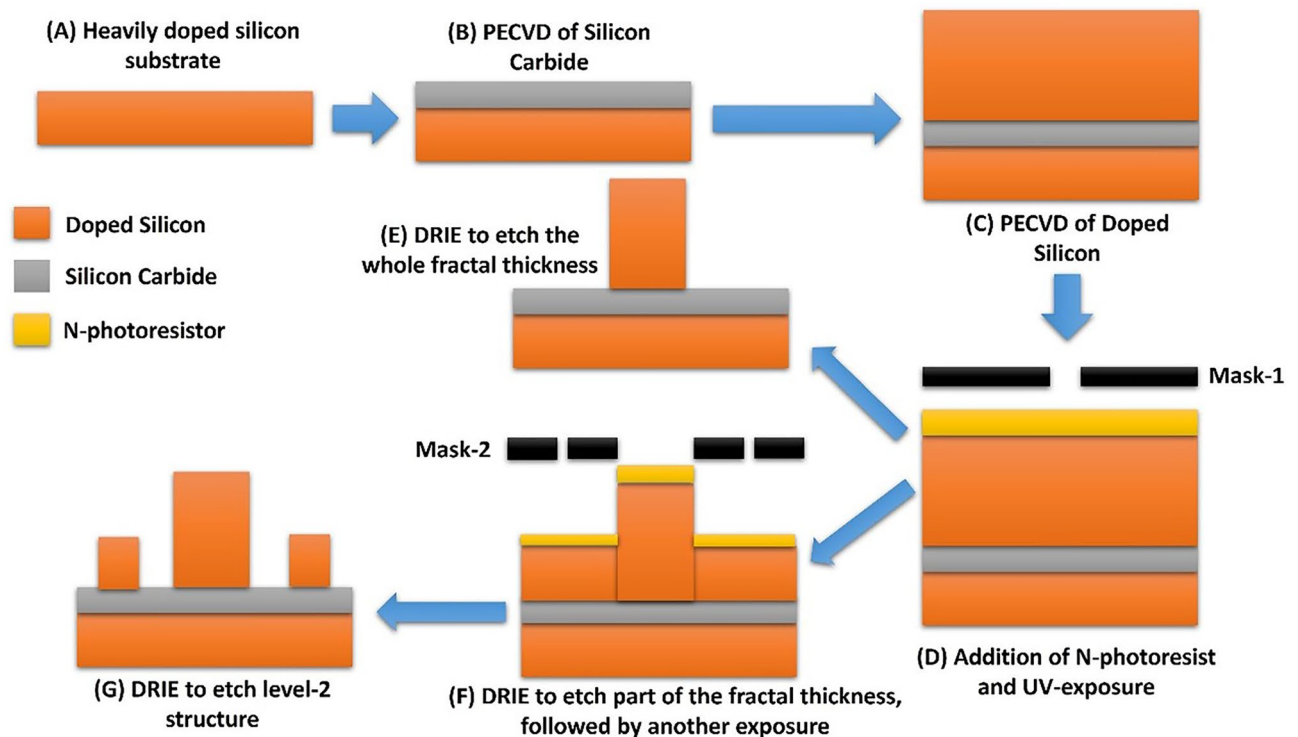 (A) Heavily doped silicon
substrate
(B) PECVD of Silicon
Carbide
(C) PECVD of Doped
Silicon
Doped Silicon
Silicon Carbide
N-photoresistor
(E) DRIE to etch the
whole fractal thickness
Mask-1
Mask-2
(D) Addition of N-photoresist
and UV-exposure
(F) DRIE to etch part of the fractal thickness,
followed by another exposure
(G) DRIE to etch level-2
structure